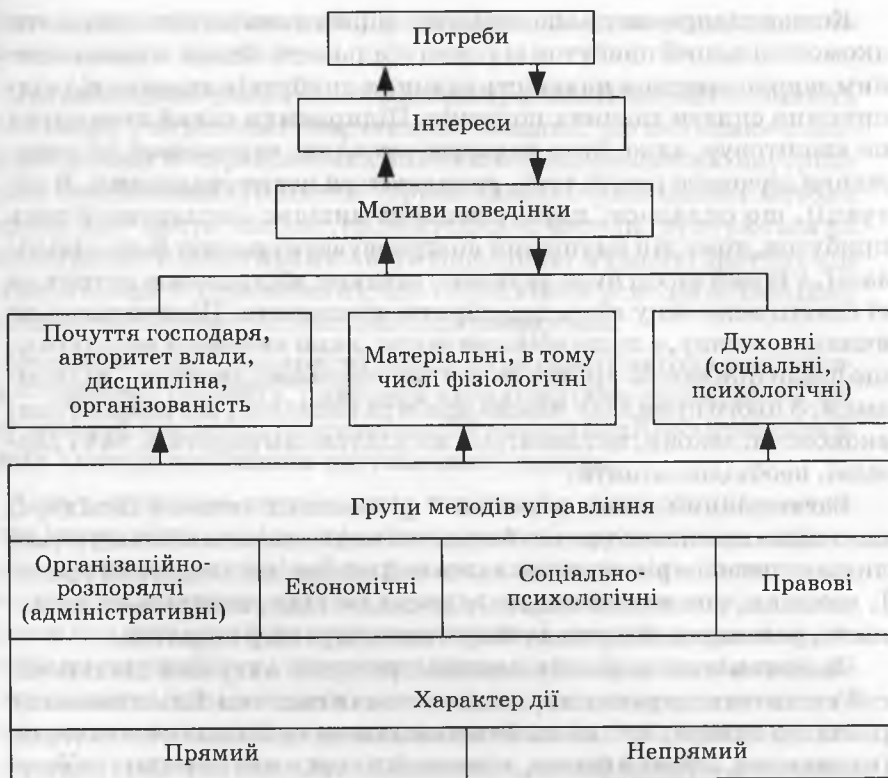 Потреби
Інтереси
Мотиви поведінки
Почуття господаря,
авторитет влади,
дисципліна,
організованість
Матеріальні, в тому
числі фізіологічні
Духовні
(соціальні,
психологічні)
Групи методів управління
Організаційно-
розпорядчі
(адміністративні)
Економічні
Соціально-
психологічні
Правові
Характер дії
Прямий
Непрямий